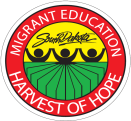 MIGRANT EDUCATION
South Dakota
HARVEST OF HOPE